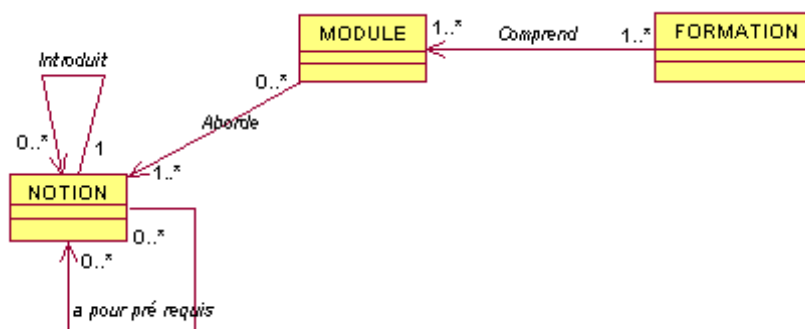 MODULE
1..*
Comprend
1..*
FORMATION
Introduit
0..*
Aborde
0..*
1
1..*
NOTION
0..*
0..*
a pour pré requis